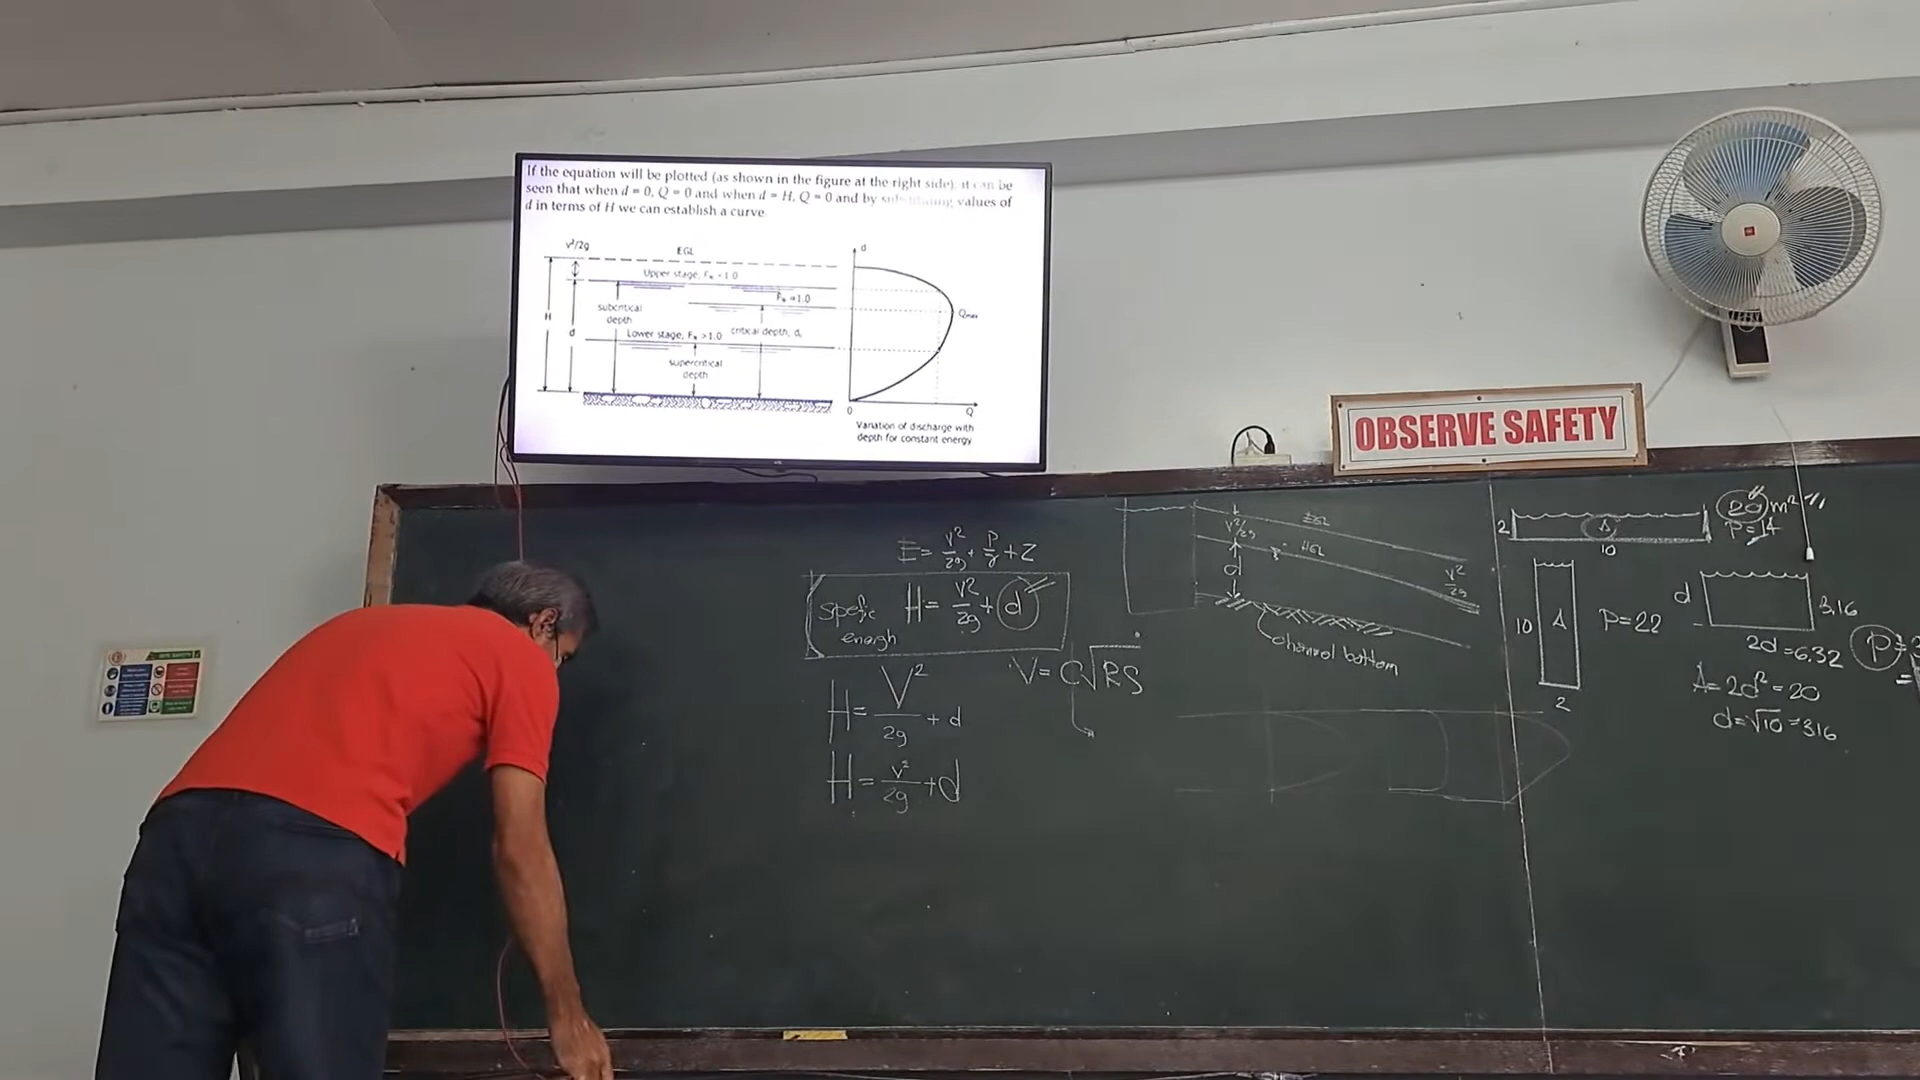 If the equation will be plotted (as shown in the figure at the right side), it can be
seen that when d = 0, Q = 0 and when d = H, Q = 0 and by substituting values of
d in terms of H we can establish a curve.
v²/2g
EGL
d
Upper stage, F <1.0
=1.0
subcritical
depth
Qmax
H
d
Lower stage, F >1.0
critical depth, d
supercritical
depth
0
Q
Variation of discharge with
depth for constant energy
OBSERVE SAFETY
E = V²/2g + P/γ + Z
Spefic
enargh
H = V²/2g + d
H = V²/2g + d
H = V²/2g + d
V = C√RS
EGL
V²/2g
HGL
d
V²/2g
channel bottom
2
A
10
20 m²
P=14
10
A
2
P=22
d
3.16
2d = 6.32
P=3
=
A = 2d² = 20
d = √10 = 3.16